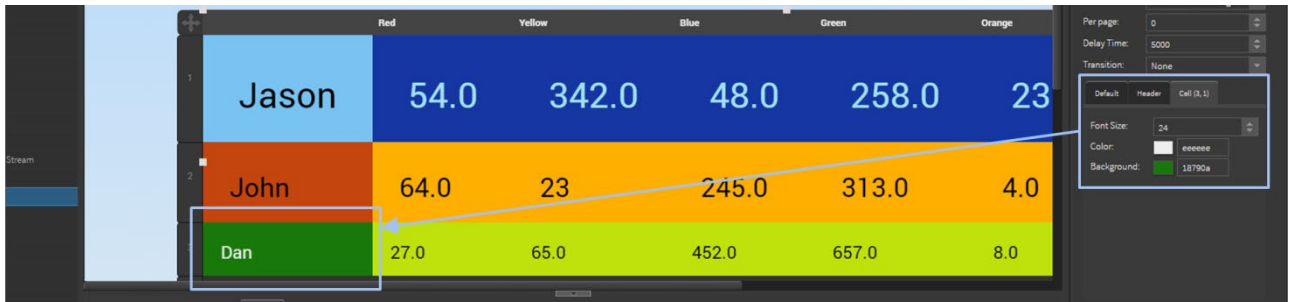 Red Yellow Blue Green Orange
1 Jason 54.0 342.0 48.0 258.0 23
2 John 64.0 23 245.0 313.0 4.0
Dan 27.0 65.0 452.0 657.0 8.0
Stream
Per page: 0
Delay Time: 5000
Transition: None
Default Header Cell (3, 1)
Font Size: 24
Color: eeeeee
Background: 18790a